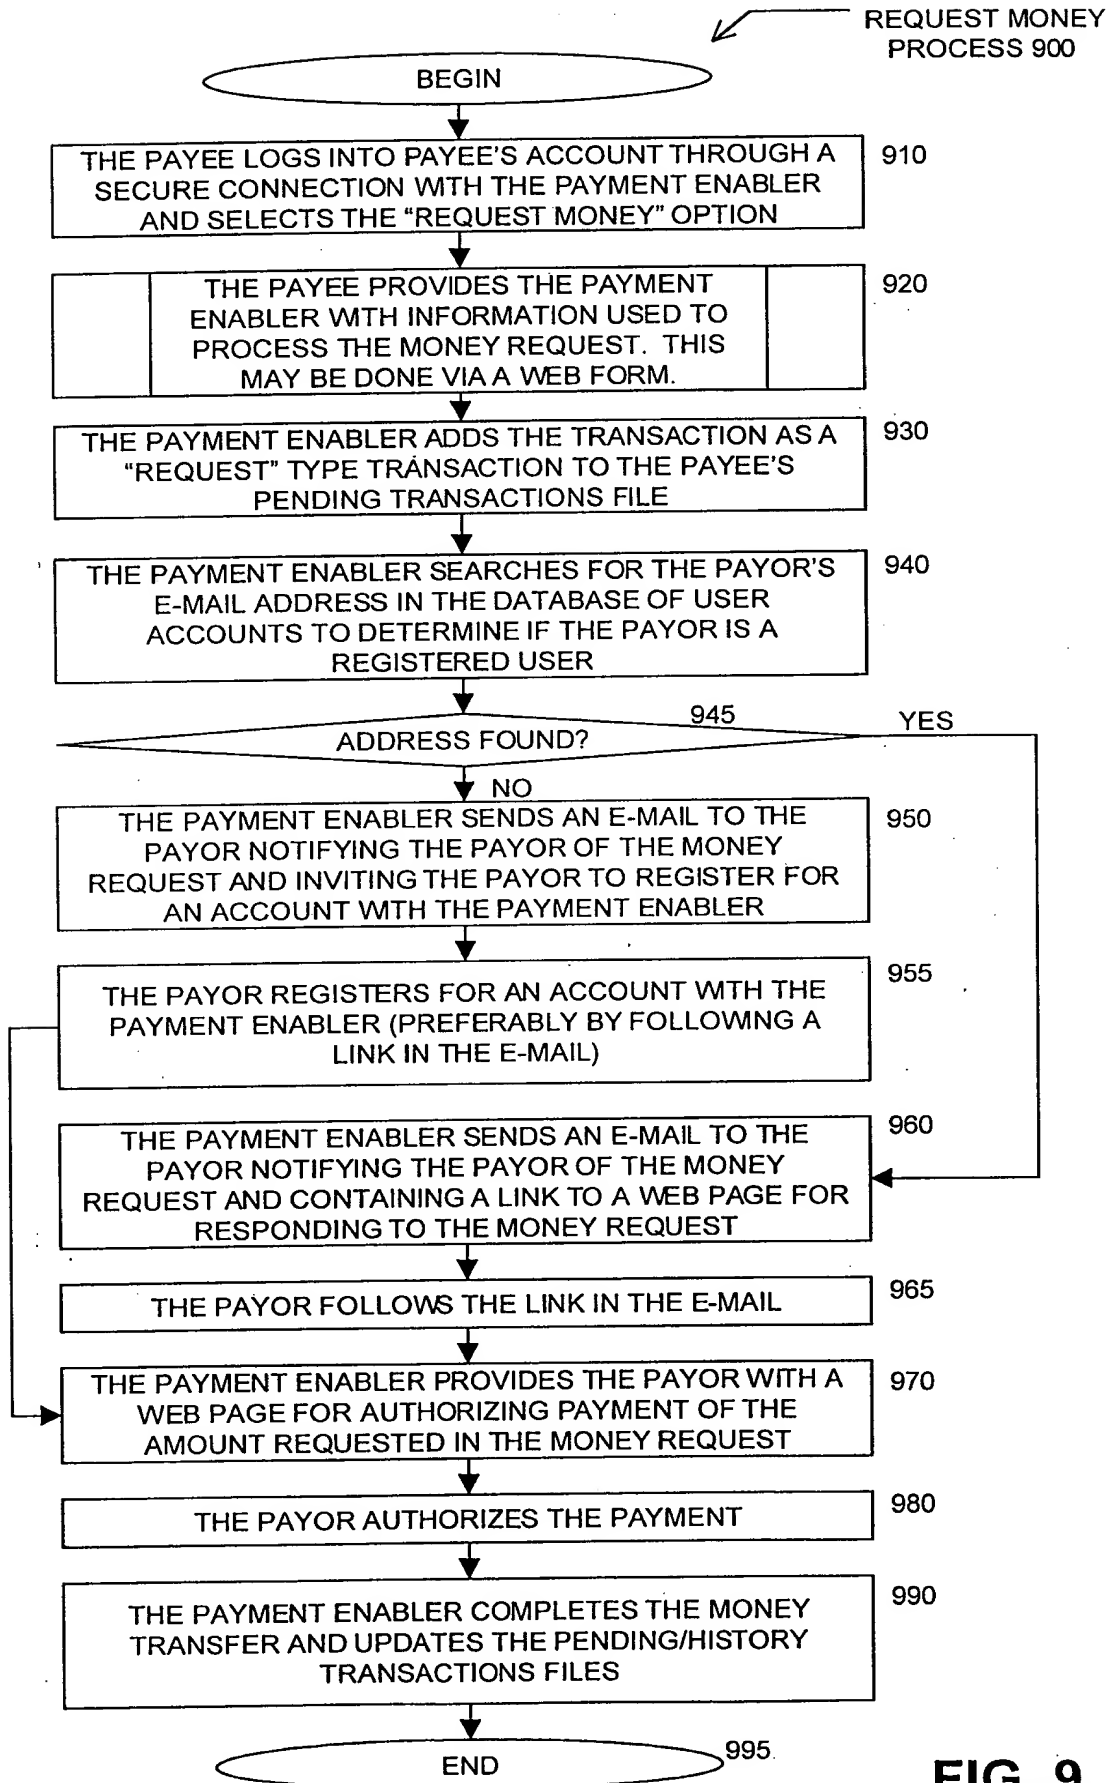 REQUEST MONEY
PROCESS 900
BEGIN
THE PAYEE LOGS INTO PAYEE'S ACCOUNT THROUGH A
SECURE CONNECTION WITH THE PAYMENT ENABLER
AND SELECTS THE “REQUEST MONEY” OPTION
910
THE PAYEE PROVIDES THE PAYMENT
ENABLER WITH INFORMATION USED TO
PROCESS THE MONEY REQUEST. THIS
MAY BE DONE VIA A WEB FORM.
920
THE PAYMENT ENABLER ADDS THE TRANSACTION AS A
“REQUEST” TYPE TRANSACTION TO THE PAYEE'S
PENDING TRANSACTIONS FILE
930
THE PAYMENT ENABLER SEARCHES FOR THE PAYOR'S
E-MAIL ADDRESS IN THE DATABASE OF USER
ACCOUNTS TO DETERMINE IF THE PAYOR IS A
REGISTERED USER
940
945
ADDRESS FOUND?
YES
NO
THE PAYMENT ENABLER SENDS AN E-MAIL TO THE
PAYOR NOTIFYING THE PAYOR OF THE MONEY
REQUEST AND INVITING THE PAYOR TO REGISTER FOR
AN ACCOUNT WITH THE PAYMENT ENABLER
950
THE PAYOR REGISTERS FOR AN ACCOUNT WITH THE
PAYMENT ENABLER (PREFERABLY BY FOLLOWING A
LINK IN THE E-MAIL)
955
THE PAYMENT ENABLER SENDS AN E-MAIL TO THE
PAYOR NOTIFYING THE PAYOR OF THE MONEY
REQUEST AND CONTAINING A LINK TO A WEB PAGE FOR
RESPONDING TO THE MONEY REQUEST
960
THE PAYOR FOLLOWS THE LINK IN THE E-MAIL
965
THE PAYMENT ENABLER PROVIDES THE PAYOR WITH A
WEB PAGE FOR AUTHORIZING PAYMENT OF THE
AMOUNT REQUESTED IN THE MONEY REQUEST
970
THE PAYOR AUTHORIZES THE PAYMENT
980
THE PAYMENT ENABLER COMPLETES THE MONEY
TRANSFER AND UPDATES THE PENDING/HISTORY
TRANSACTIONS FILES
990
END
995
FIG. 9